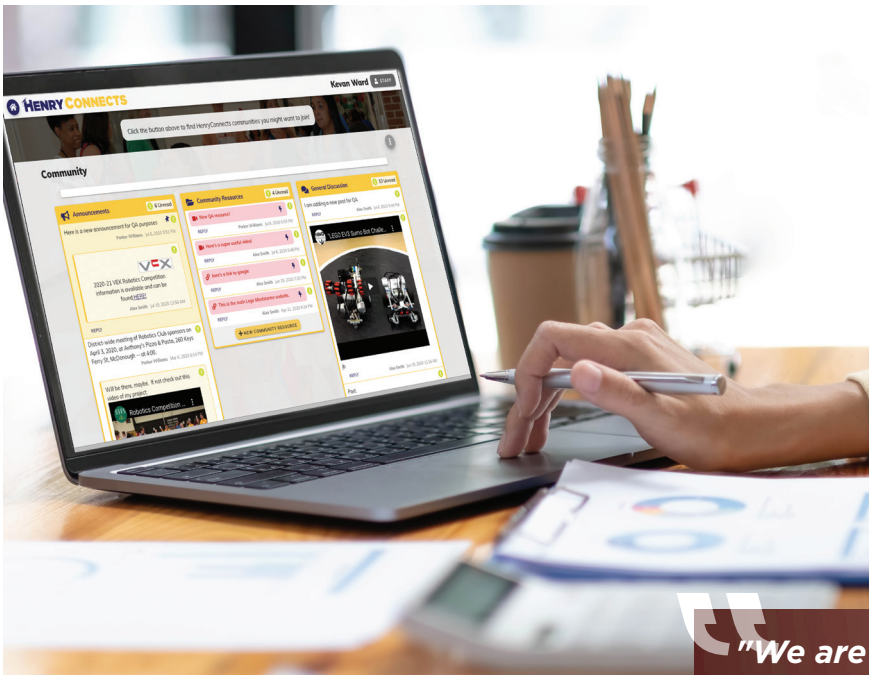 HENRY CONNECTS
Kevan Ward
STAFF
Click the button above to find HenryConnects communities you might want to join!
Community
Announcements
6 Unread
Here is a new announcement for QA purposes
Parker Williams
VEX
2020-21 VEX Robotics Competition
information is available and can be
found HERE!
Alex Smith
REPLY
District-wide meeting of Robotics Club sponsors on
April 3, 2020, at Anthony's Pizza & Pasta, 260 Keys
Ferry St, McDonough -- at 4:00.
Parker Williams
Will be there, maybe. If not check out this
video of my project:
Robotics Competition ...
Community Resources
4 Unread
New QA resource!
REPLY
Parker Williams
Here's a super useful video!
REPLY
Alex Smith
here's a link to google
REPLY
Alex Smith
This is the main Lego Mindstorms website.
REPLY
Alex Smith
+ NEW COMMUNITY RESOURCE
General Discussion
10 Unread
I am adding a new post for QA
REPLY
Alex Smith
"LEGO EV3 Sumo Bot Challe...
Alex Smith
Post.
"We are